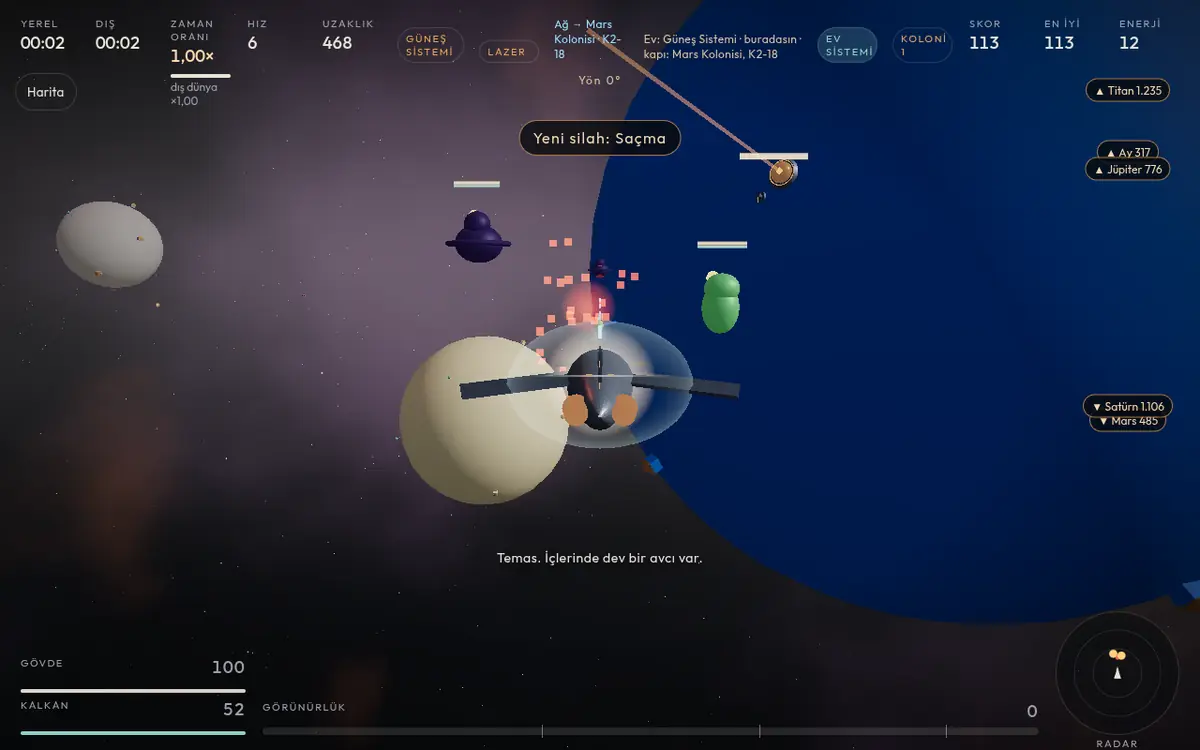 YEREL
00:02
DIŞ
00:02
ZAMAN
ORANI
1,00×
dış dünya
×1,00
HIZ
6
UZAKLIK
468
GÜNEŞ
SİSTEMİ
LAZER
Ağ → Mars
Kolonisi · K2-
18
Ev: Güneş Sistemi · buradasın ·
kapı: Mars Kolonisi, K2-18
EV
SİSTEMİ
KOLONİ
1
SKOR
113
EN İYİ
113
ENERJİ
12
Harita
Yön 0°
Yeni silah: Saçma
▲ Titan 1.235
▲ Ay 317
▲ Jüpiter 776
▼ Satürn 1.106
▼ Mars 485
Temas. İçlerinde dev bir avcı var.
GÖVDE
100
KALKAN
52
GÖRÜNÜRLÜK
0
RADAR